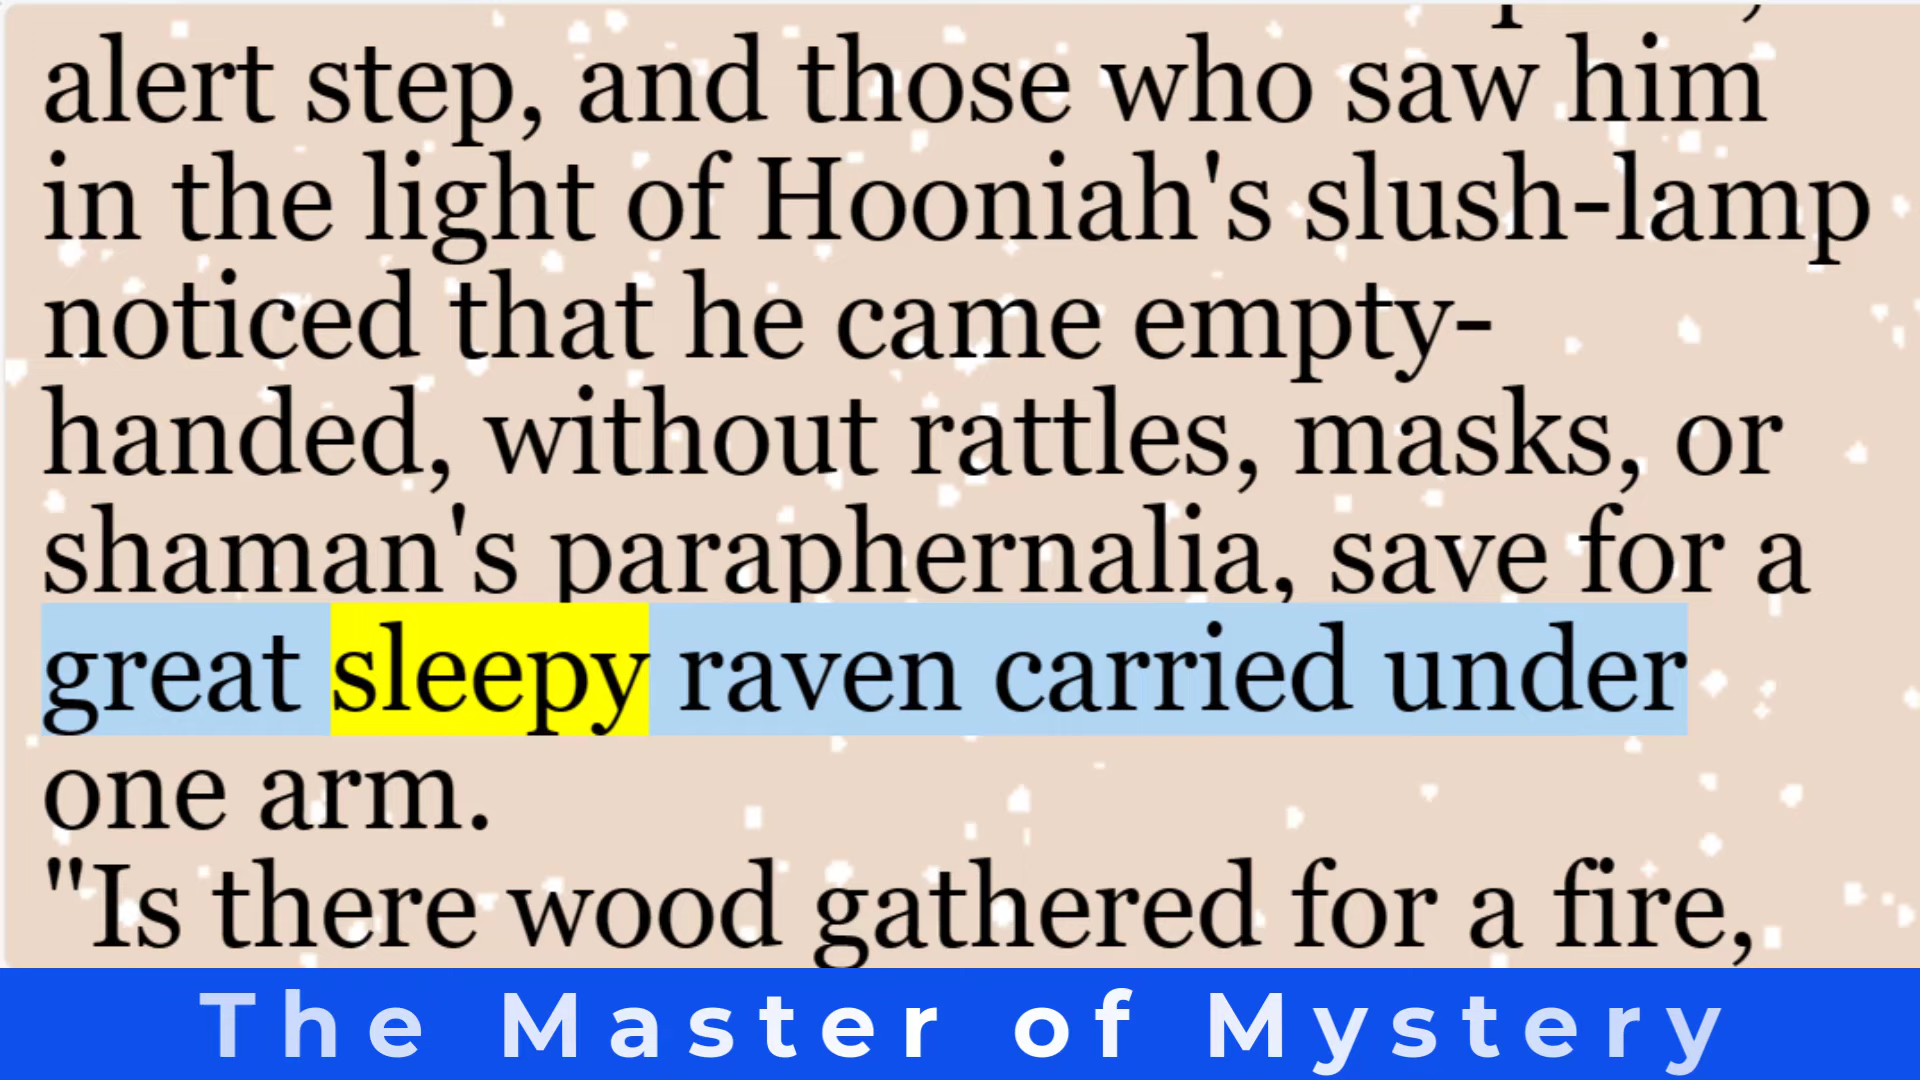 alert step, and those who saw him
in the light of Hooniah's slush-lamp
noticed that he came empty-
handed, without rattles, masks, or
shaman's paraphernalia, save for a
great sleepy raven carried under
one arm.
"Is there wood gathered for a fire,
The Master of Mystery